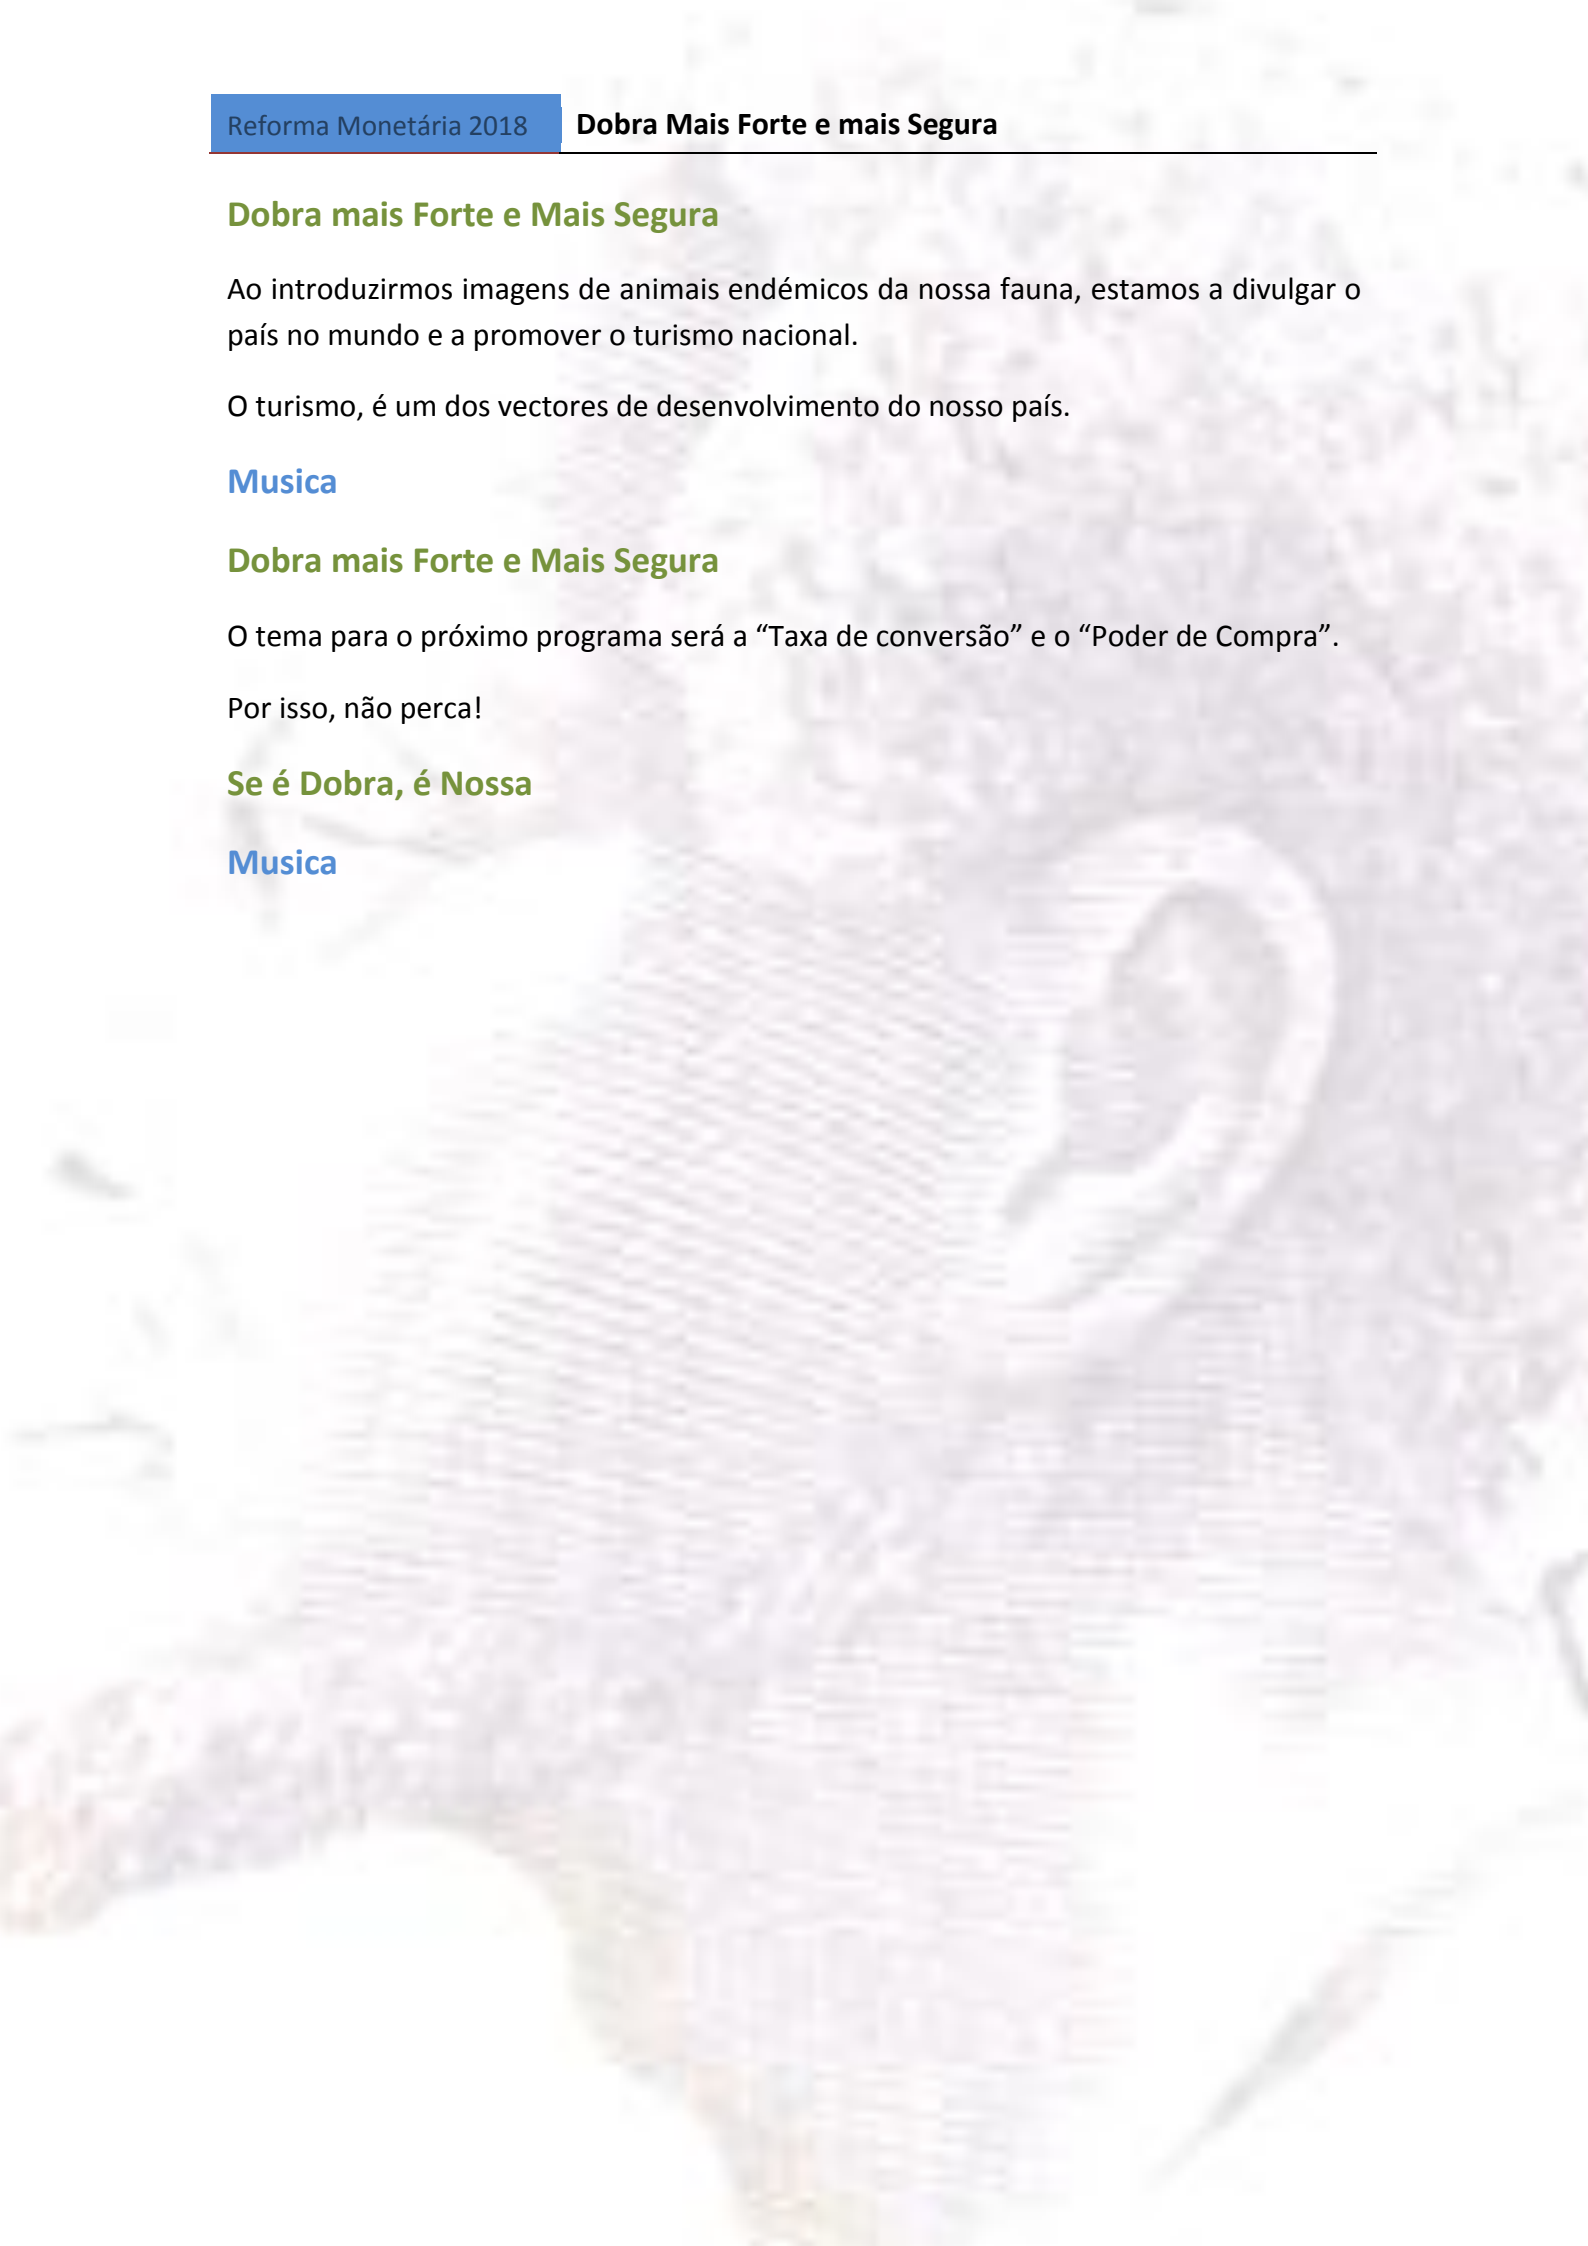 Reforma Monetária 2018 Dobra Mais Forte e mais Segura
Dobra mais Forte e Mais Segura
Ao introduzirmos imagens de animais endémicos da nossa fauna, estamos a divulgar o
país no mundo e a promover o turismo nacional.
O turismo, é um dos vectores de desenvolvimento do nosso país.
Musica
Dobra mais Forte e Mais Segura
O tema para o próximo programa será a “Taxa de conversão” e o “Poder de Compra”.
Por isso, não perca!
Se é Dobra, é Nossa
Musica